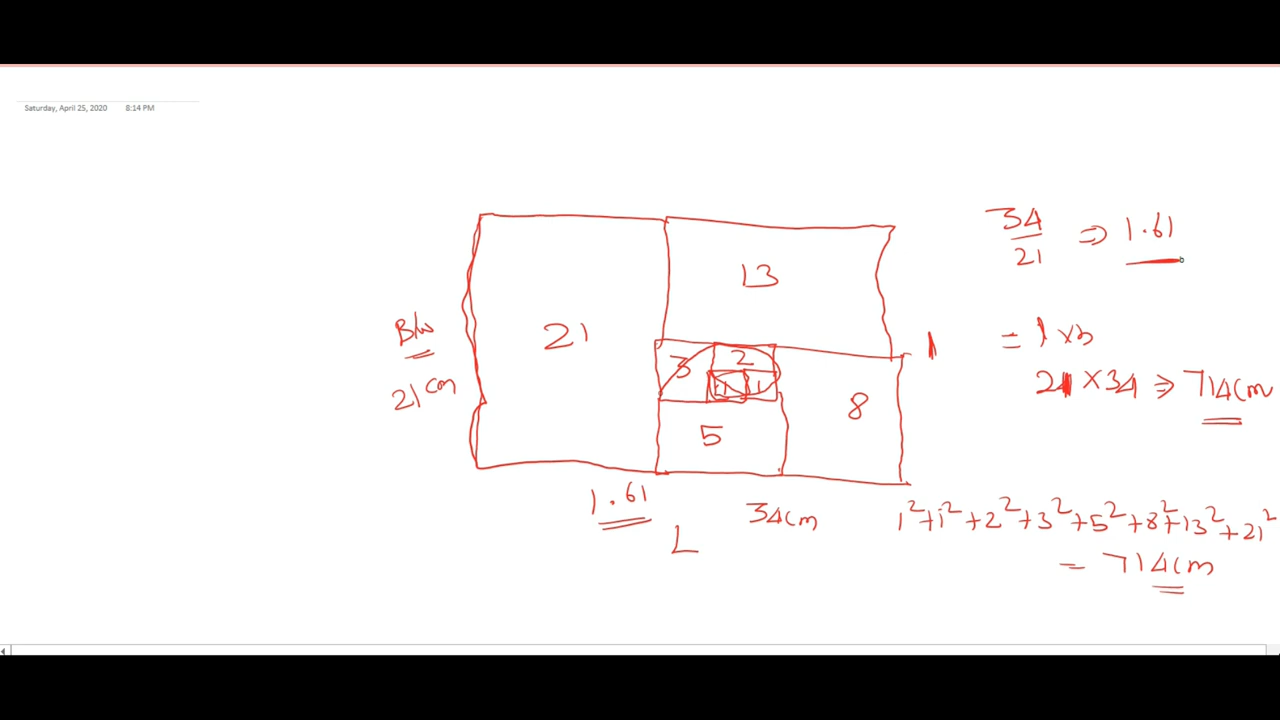 Saturday, April 25, 2020 8:14 PM
34
21
⇒ 1.61
13
21
B/w
21 cm
3
2
1
1
8
5
= l x b
21 x 34 ⇒ 714 cm
1.61
34 cm
L
1² + 1² + 2² + 3² + 5² + 8² + 13² + 21²
= 714 cm